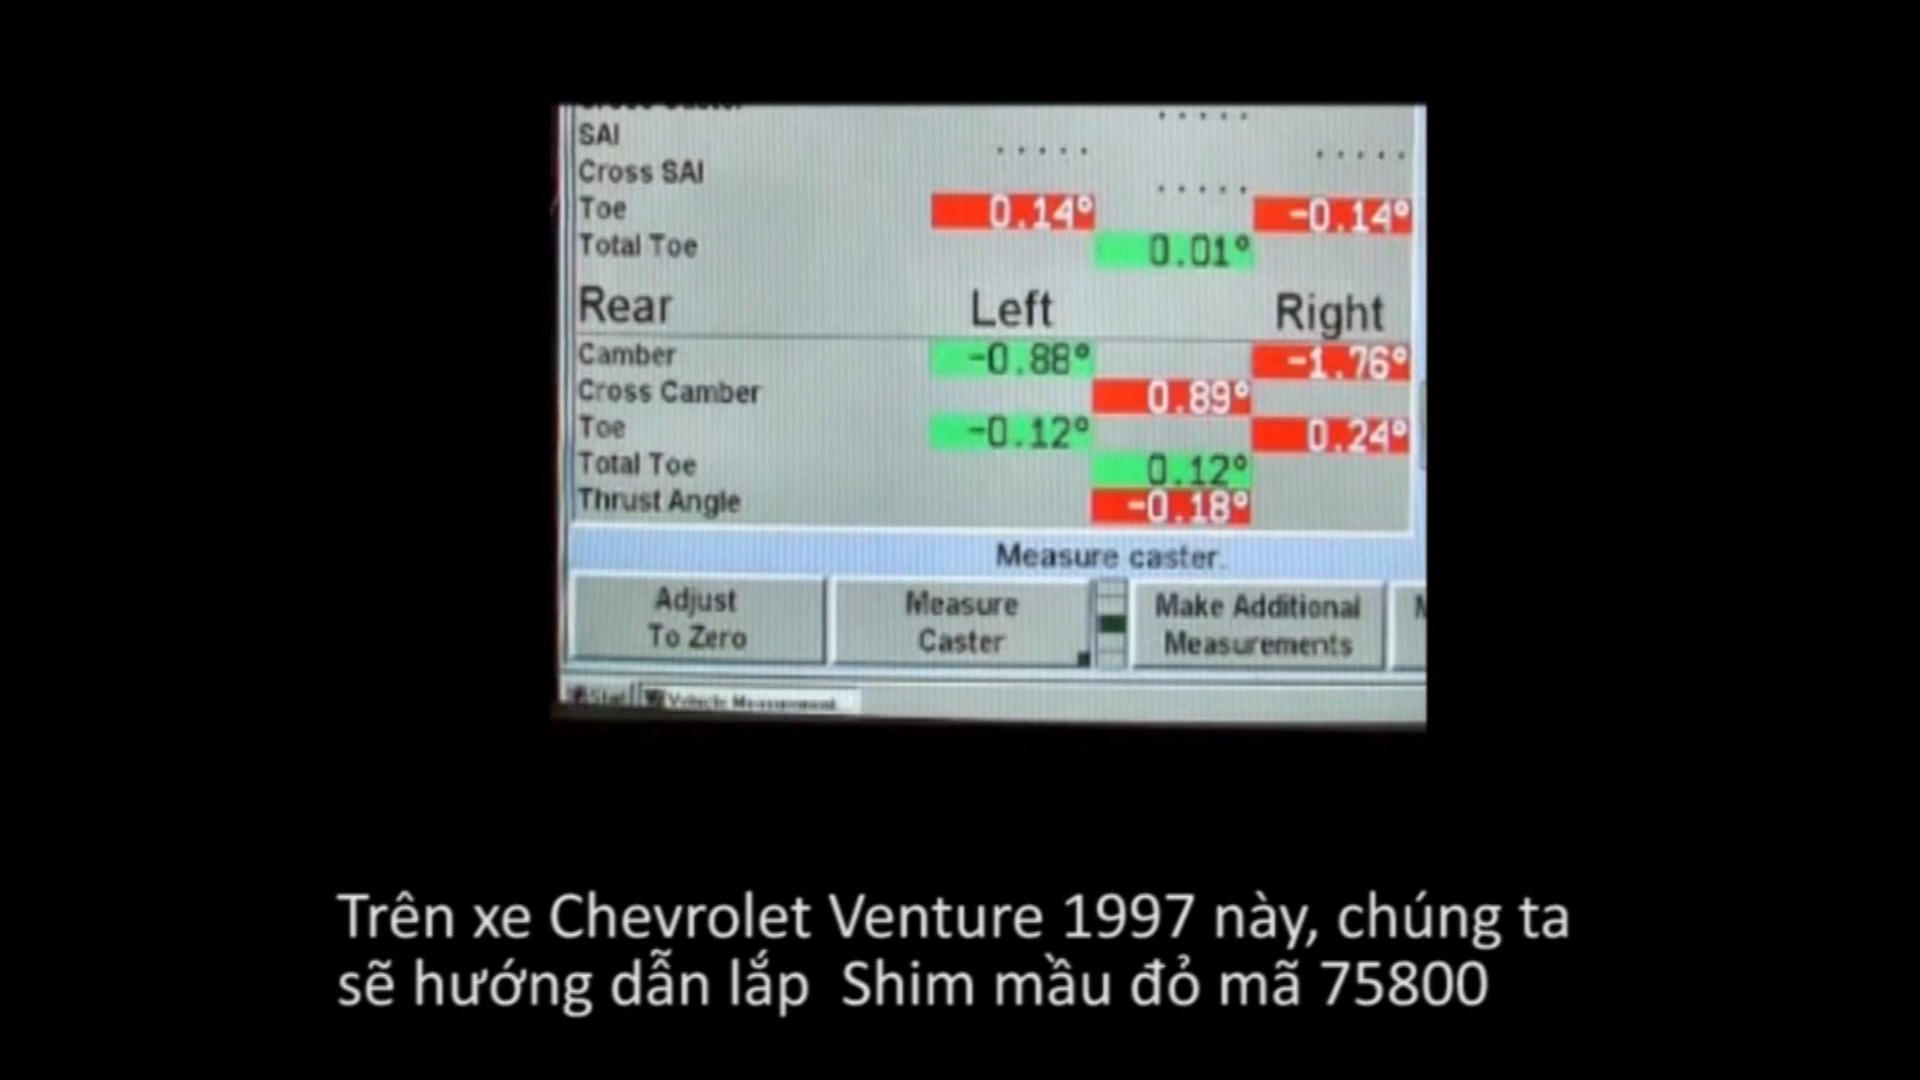 SAI
Cross SAI
Toe 0.14° -0.14°
Total Toe 0.01°
Rear Left Right
Camber -0.88° -1.76°
Cross Camber 0.89°
Toe -0.12° 0.24°
Total Toe 0.12°
Thrust Angle -0.18°
Measure caster.
Adjust To Zero
Measure Caster
Make Additional Measurements
Start Vehicle Measurement
Trên xe Chevrolet Venture 1997 này, chúng ta
sẽ hướng dẫn lắp Shim mầu đỏ mã 75800